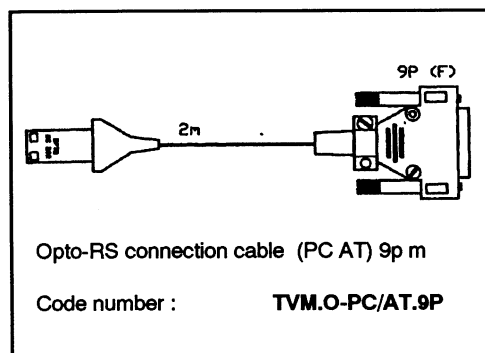 9P (F)
2m
Opto-RS connection cable (PC AT) 9p m
Code number : TVM.O-PC/AT.9P